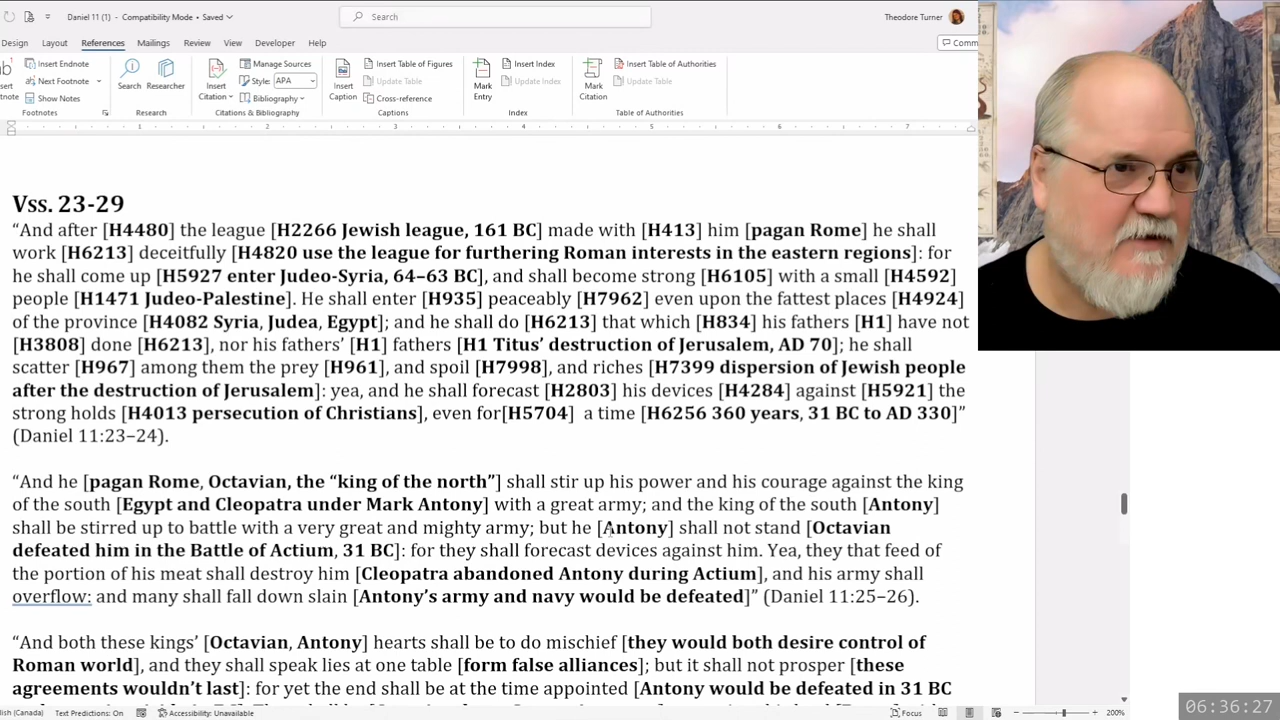 Daniel 11 (1) - Compatibility Mode • Saved
Search
Theodore Turner
Design Layout References Mailings Review View Developer Help
Insert Endnote
Next Footnote
Show Notes
Footnotes
Search
Researcher
Research
Insert Citation
Manage Sources
Style: APA
Bibliography
Citations & Bibliography
Insert Caption
Insert Table of Figures
Update Table
Cross-reference
Captions
Mark Entry
Insert Index
Update Index
Index
Mark Citation
Insert Table of Authorities
Update Table
Table of Authorities
1 2 3 4 5 6 7
Vss. 23-29
“And after [H4480] the league [H2266 Jewish league, 161 BC] made with [H413] him [pagan Rome] he shall
work [H6213] deceitfully [H4820 use the league for furthering Roman interests in the eastern regions]: for
he shall come up [H5927 enter Judeo-Syria, 64–63 BC], and shall become strong [H6105] with a small [H4592]
people [H1471 Judeo-Palestine]. He shall enter [H935] peaceably [H7962] even upon the fattest places [H4924]
of the province [H4082 Syria, Judea, Egypt]; and he shall do [H6213] that which [H834] his fathers [H1] have not
[H3808] done [H6213], nor his fathers’ [H1] fathers [H1 Titus’ destruction of Jerusalem, AD 70]; he shall
scatter [H967] among them the prey [H961], and spoil [H7998], and riches [H7399 dispersion of Jewish people
after the destruction of Jerusalem]: yea, and he shall forecast [H2803] his devices [H4284] against [H5921] the
strong holds [H4013 persecution of Christians], even for[H5704] a time [H6256 360 years, 31 BC to AD 330]”
(Daniel 11:23–24).
“And he [pagan Rome, Octavian, the “king of the north”] shall stir up his power and his courage against the king
of the south [Egypt and Cleopatra under Mark Antony] with a great army; and the king of the south [Antony]
shall be stirred up to battle with a very great and mighty army; but he [Antony] shall not stand [Octavian
defeated him in the Battle of Actium, 31 BC]: for they shall forecast devices against him. Yea, they that feed of
the portion of his meat shall destroy him [Cleopatra abandoned Antony during Actium], and his army shall
overflow: and many shall fall down slain [Antony’s army and navy would be defeated]” (Daniel 11:25–26).
“And both these kings’ [Octavian, Antony] hearts shall be to do mischief [they would both desire control of
Roman world], and they shall speak lies at one table [form false alliances]; but it shall not prosper [these
agreements wouldn’t last]: for yet the end shall be at the time appointed [Antony would be defeated in 31 BC
(Canada) Text Predictions: On Accessibility: Unavailable
Focus
200%
06:36:27